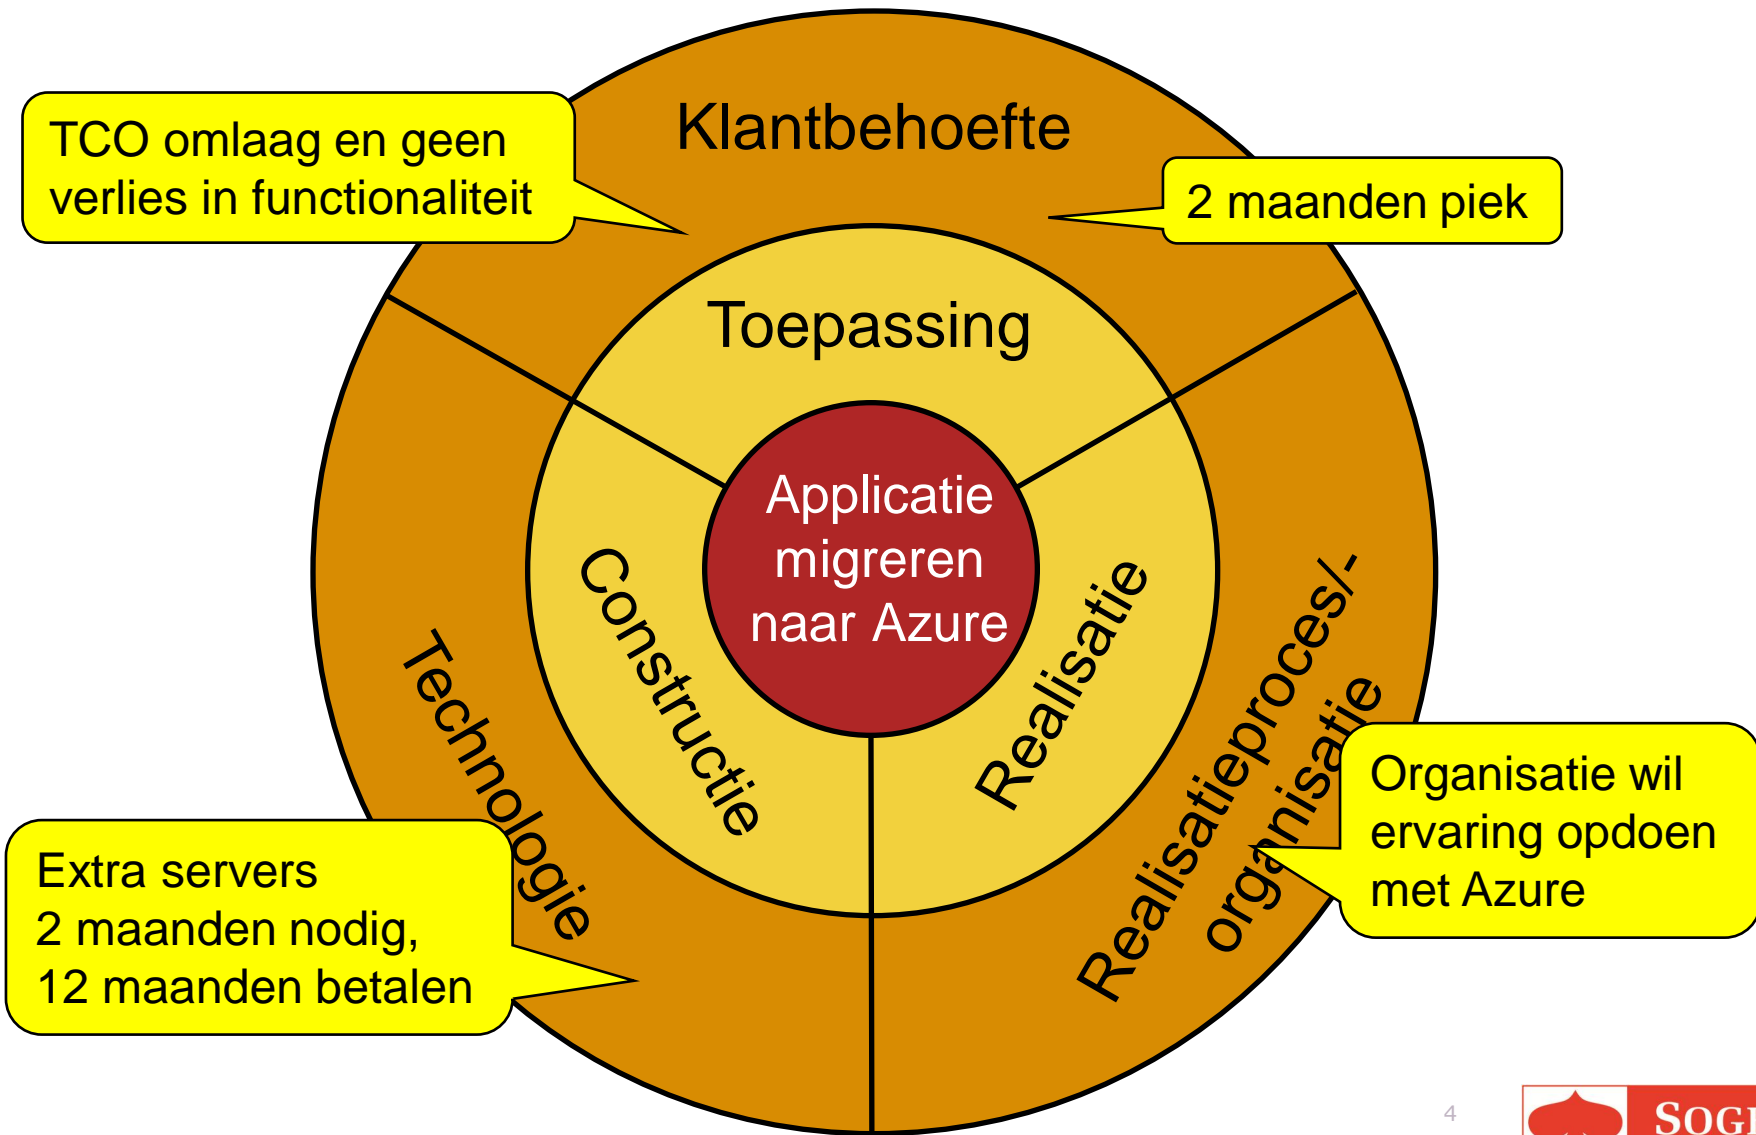 Klantbehoefte
TCO omlaag en geen
verlies in functionaliteit
2 maanden piek
Toepassing
Applicatie
migreren
naar Azure
Constructie
Realisatie
Technologie
Realisatieproces/-
organisatie
Organisatie wil
ervaring opdoen
met Azure
Extra servers
2 maanden nodig,
12 maanden betalen
4